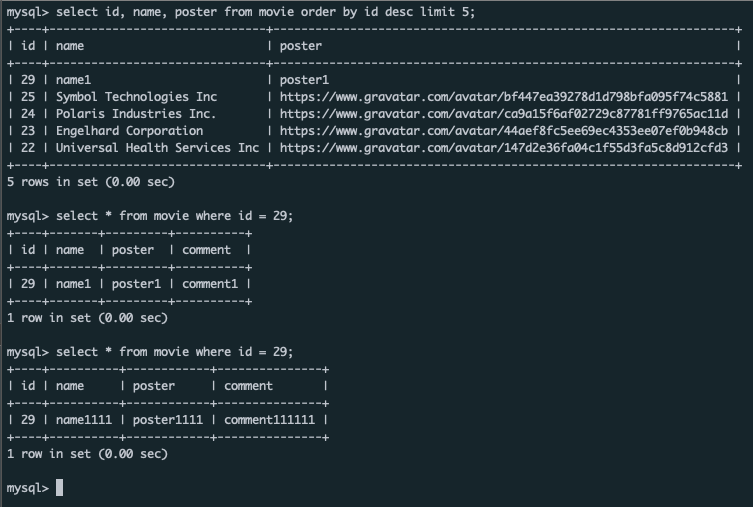 mysql> select id, name, poster from movie order by id desc limit 5;
+----+-------------------------------+--------------------------------------------------------------+
| id | name | poster |
+----+-------------------------------+--------------------------------------------------------------+
| 29 | name1 | poster1 |
| 25 | Symbol Technologies Inc | https://www.gravatar.com/avatar/bf447ea39278d1d798bfa095f74c5881 |
| 24 | Polaris Industries Inc. | https://www.gravatar.com/avatar/ca9a15f6af02729c87781ff9765ac11d |
| 23 | Engelhard Corporation | https://www.gravatar.com/avatar/44aef8fc5ee69ec4353ee07ef0b948cb |
| 22 | Universal Health Services Inc | https://www.gravatar.com/avatar/147d2e36fa04c1f55d3fa5c8d912cfd3 |
+----+-------------------------------+--------------------------------------------------------------+
5 rows in set (0.00 sec)
mysql> select * from movie where id = 29;
+----+-------+---------+----------+
| id | name | poster | comment |
+----+-------+---------+----------+
| 29 | name1 | poster1 | comment1 |
+----+-------+---------+----------+
1 row in set (0.00 sec)
mysql> select * from movie where id = 29;
+----+----------+------------+---------------+
| id | name | poster | comment |
+----+----------+------------+---------------+
| 29 | name1111 | poster1111 | comment111111 |
+----+----------+------------+---------------+
1 row in set (0.00 sec)
mysql>